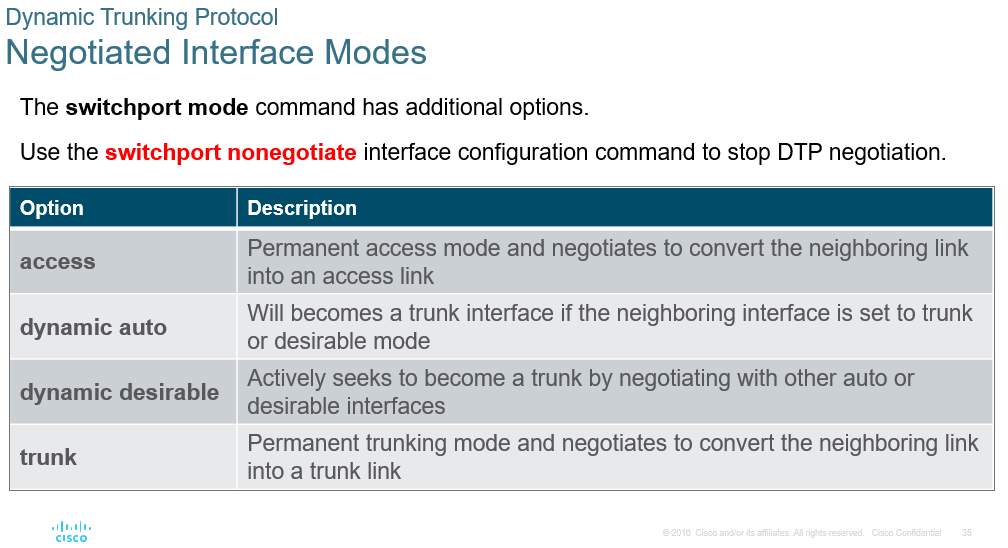 Dynamic Trunking Protocol
Negotiated Interface Modes
The switchport mode command has additional options.
Use the switchport nonegotiate interface configuration command to stop DTP negotiation.
Option Description
access Permanent access mode and negotiates to convert the neighboring link
into an access link
dynamic auto Will becomes a trunk interface if the neighboring interface is set to trunk
or desirable mode
dynamic desirable Actively seeks to become a trunk by negotiating with other auto or
desirable interfaces
trunk Permanent trunking mode and negotiates to convert the neighboring link
into a trunk link
CISCO © 2016 Cisco and/or its affiliates. All rights reserved. Cisco Confidential 35